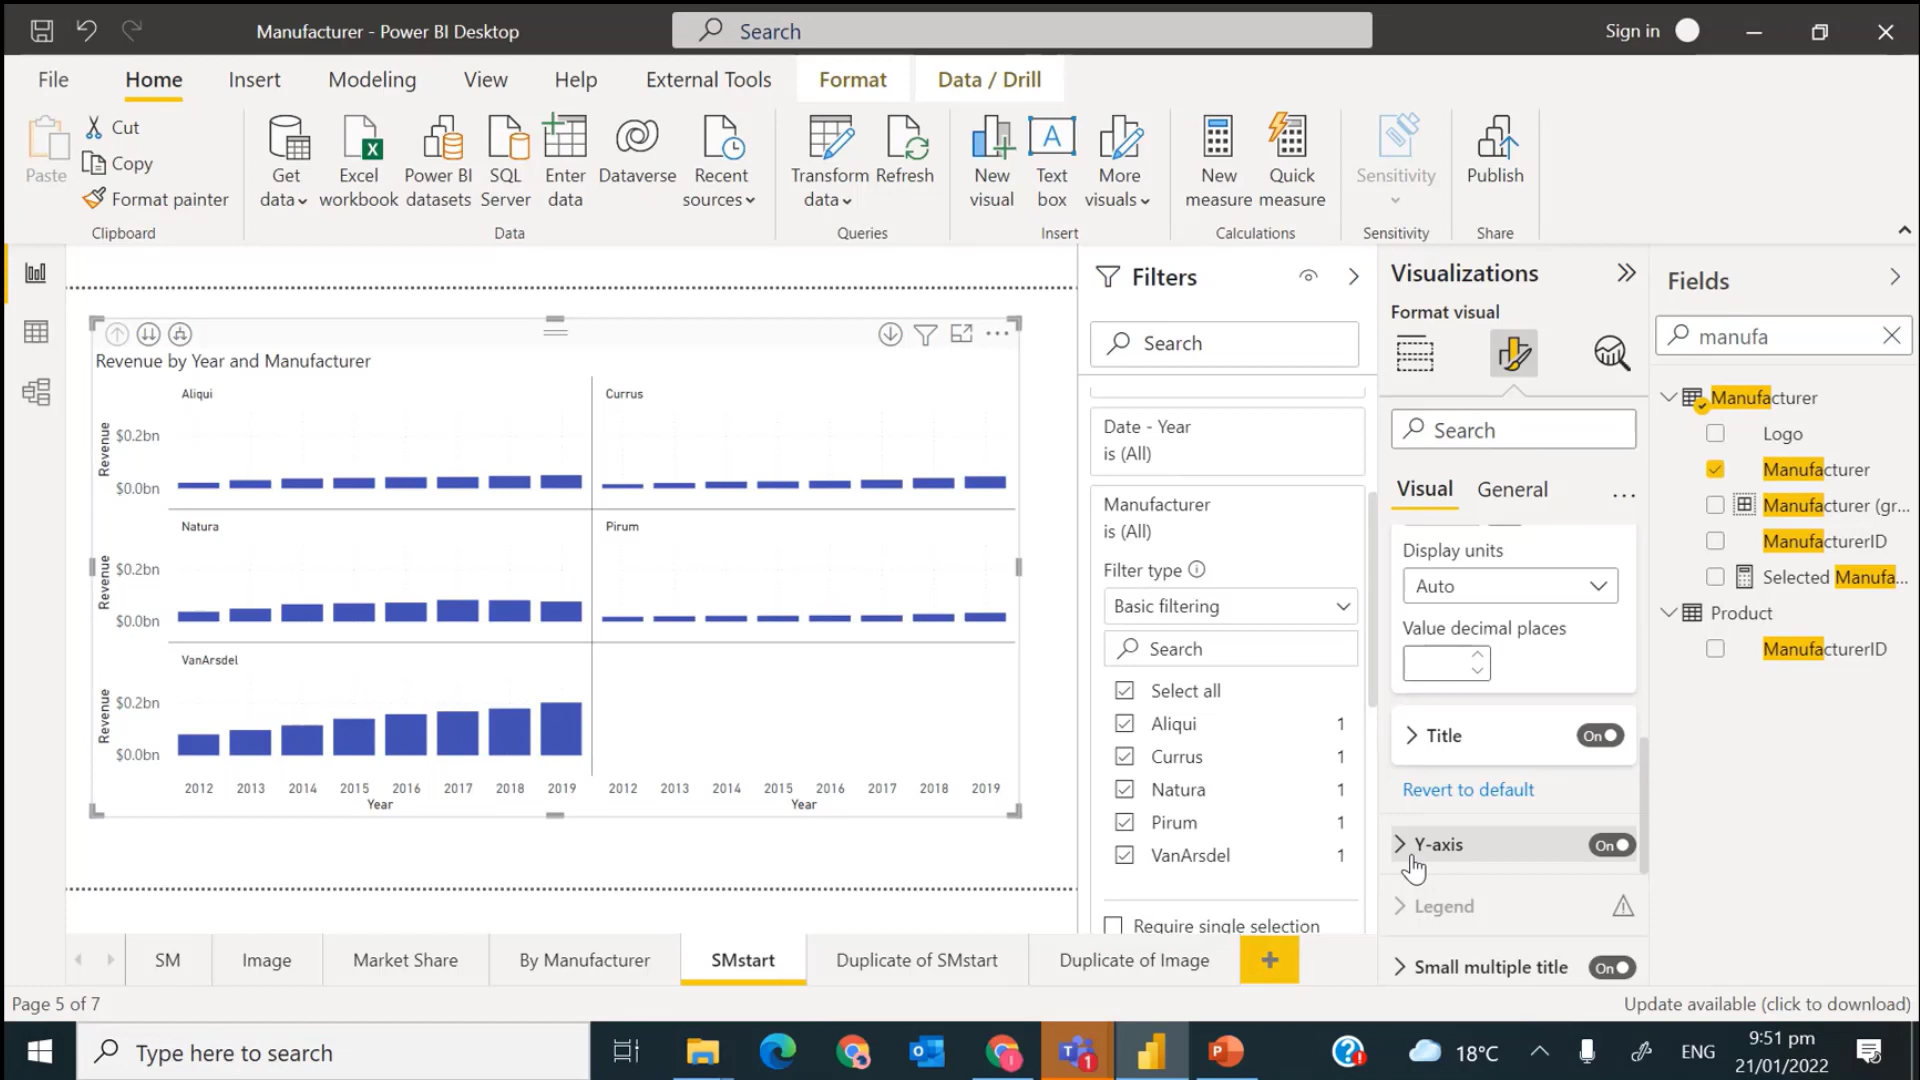 Manufacturer - Power BI Desktop
Search
Sign in
File
Home
Insert
Modeling
View
Help
External Tools
Format
Data / Drill
Paste
Cut
Copy
Format painter
Clipboard
Get
data
Excel
workbook
Power BI
datasets
SQL
Server
Enter
data
Dataverse
Recent
sources
Data
Transform
data
Refresh
Queries
New
visual
Text
box
More
visuals
Insert
New
measure
Quick
measure
Calculations
Sensitivity
Sensitivity
Publish
Share
Revenue by Year and Manufacturer
Aliqui
Currus
Revenue
$0.2bn
$0.0bn
Natura
Pirum
Revenue
$0.2bn
$0.0bn
VanArsdel
Revenue
$0.2bn
$0.0bn
2012 2013 2014 2015 2016 2017 2018 2019
Year
2012 2013 2014 2015 2016 2017 2018 2019
Year
Filters
Search
Date - Year
is (All)
Manufacturer
is (All)
Filter type
Basic filtering
Search
Select all
Aliqui 1
Currus 1
Natura 1
Pirum 1
VanArsdel 1
Require single selection
Visualizations
Format visual
Search
Visual General ...
Display units
Auto
Value decimal places
Title On
Revert to default
Y-axis On
Legend
Small multiple title On
Fields
manufa
Manufacturer
Logo
Manufacturer
Manufacturer (gr...
ManufacturerID
Selected Manufa...
Product
ManufacturerID
SM
Image
Market Share
By Manufacturer
SMstart
Duplicate of SMstart
Duplicate of Image
+
Page 5 of 7
Update available (click to download)
Type here to search
18°C
ENG
9:51 pm
21/01/2022